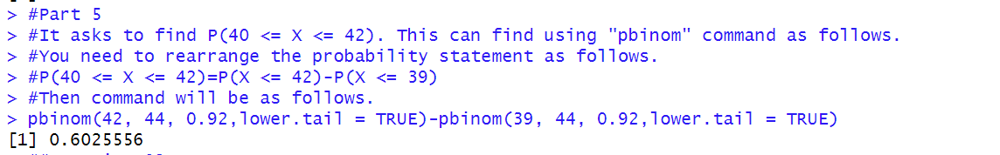 > #Part 5
> #It asks to find P(40 <= X <= 42). This can find using "pbinom" command as follows.
> #You need to rearrange the probability statement as follows.
> #P(40 <= X <= 42)=P(X <= 42)-P(X <= 39)
> #Then command will be as follows.
> pbinom(42, 44, 0.92,lower.tail = TRUE)-pbinom(39, 44, 0.92,lower.tail = TRUE)
[1] 0.6025556